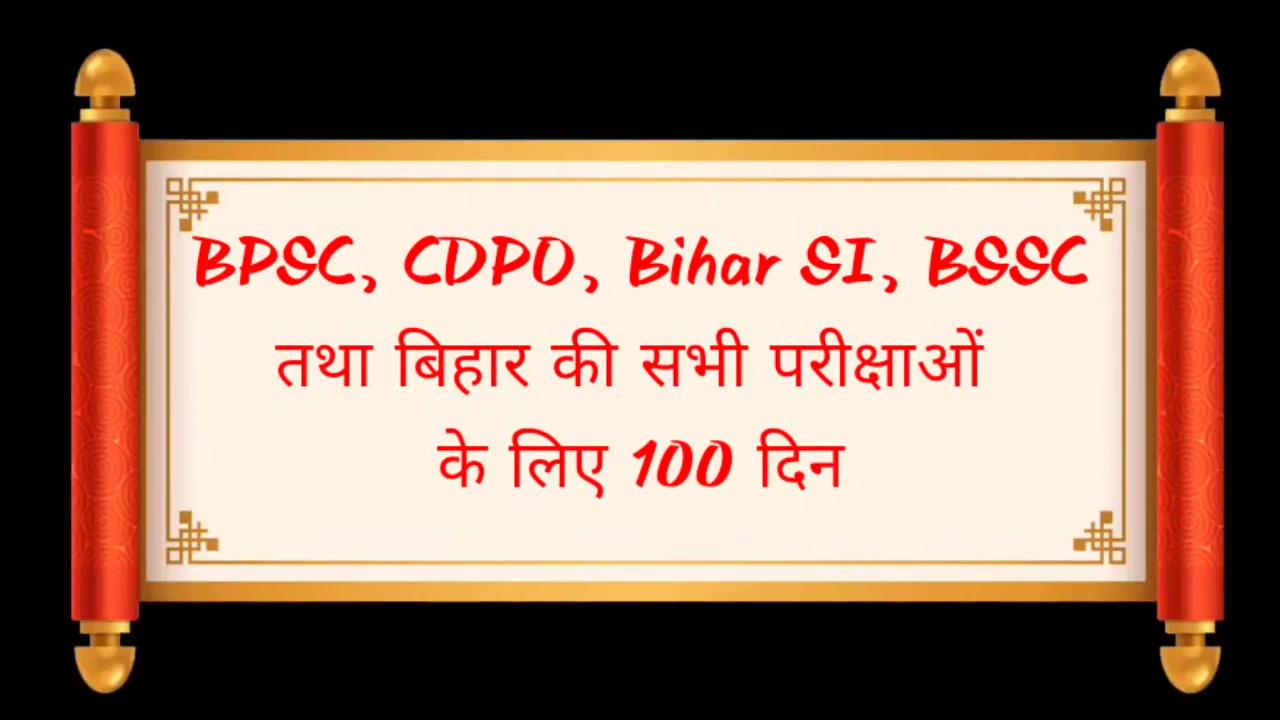 BPSC, CDPO, Bihar SI, BSSC
तथा बिहार की सभी परीक्षाओं
के लिए 100 दिन